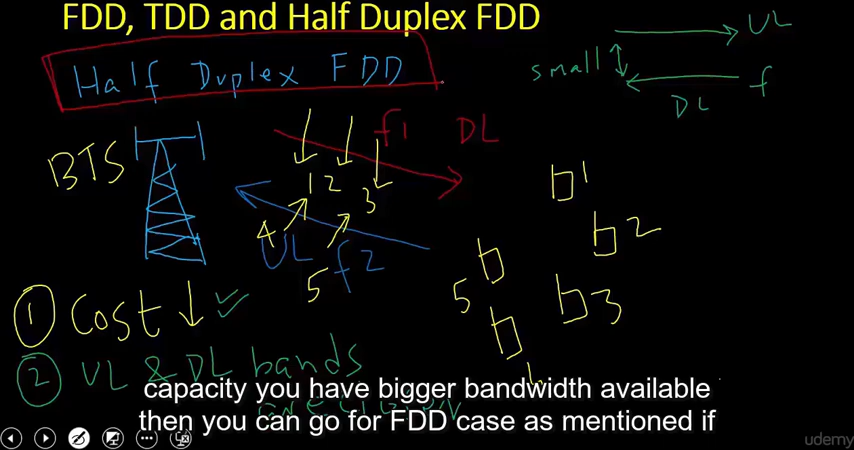 FDD, TDD and Half Duplex FDD
Half Duplex FDD
UL
small
DL
f
BTS
f1 DL
1 2 3
4
UL f2
5
b1
b2
b3
5
① Cost ↓ ✓
② UL & DL bands
capacity you have bigger bandwidth available
then you can go for FDD case as mentioned if
udemy